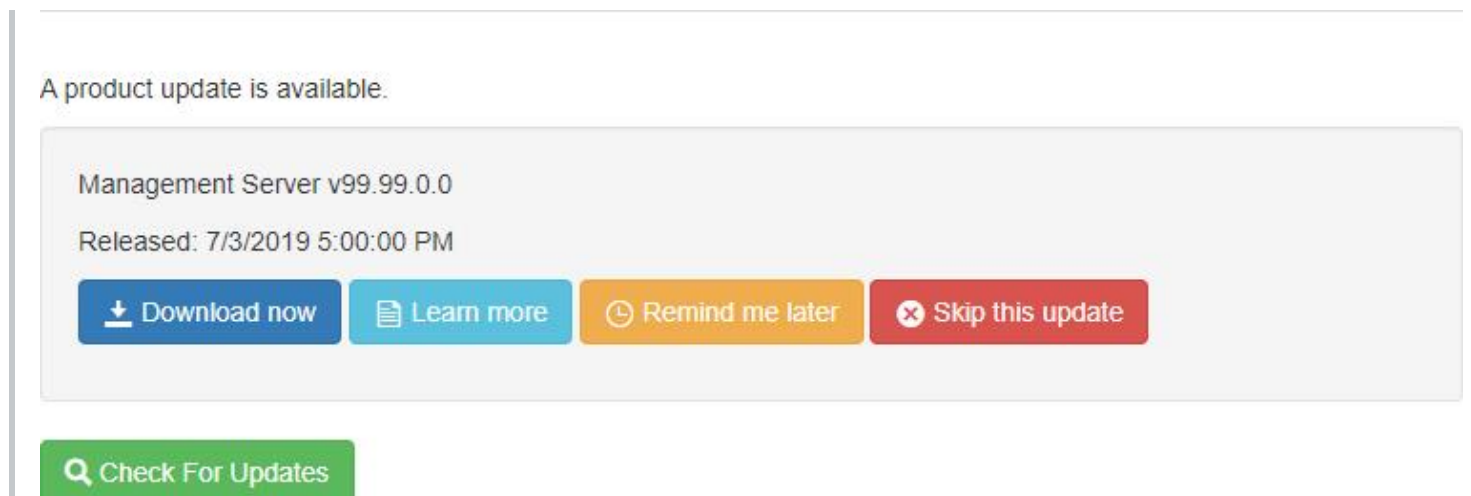 A product update is available.
Management Server v99.99.0.0
Released: 7/3/2019 5:00:00 PM
Download now Learn more Remind me later Skip this update
Check For Updates